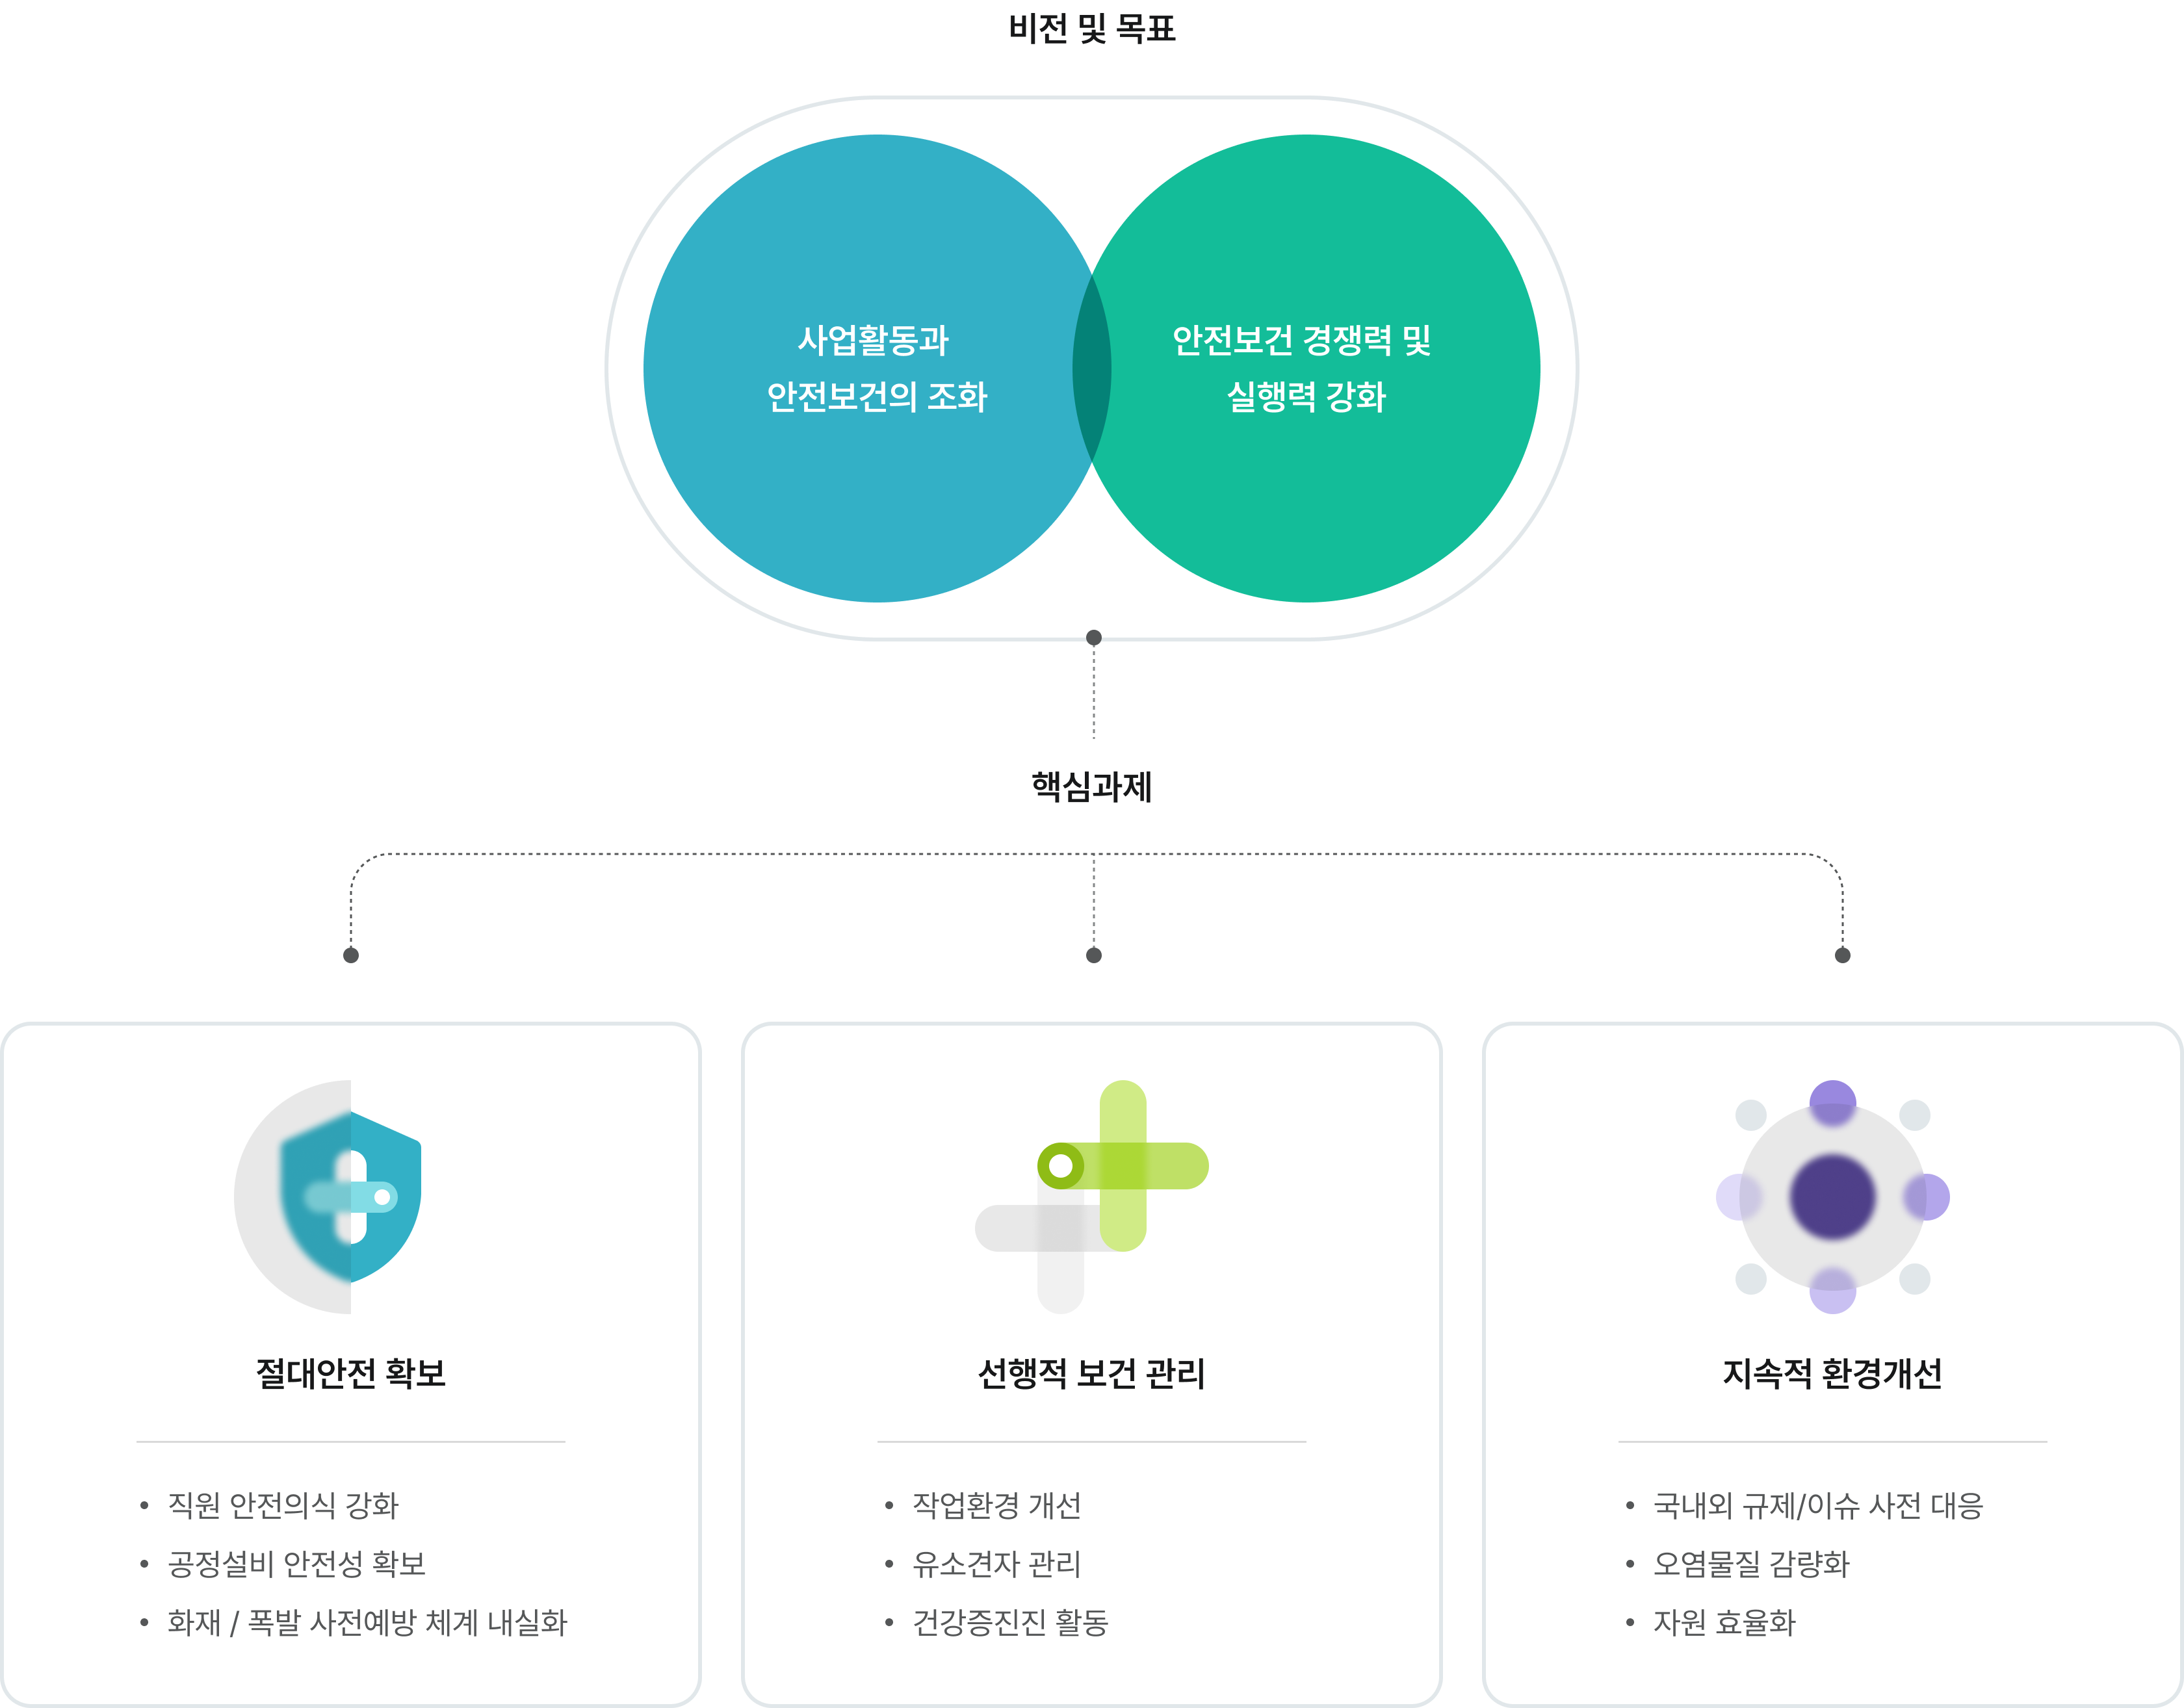 비전 및 목표
사업활동과
안전보건의 조화
안전보건 경쟁력 및
실행력 강화
핵심과제
절대안전 확보
• 직원 안전의식 강화
• 공정설비 안전성 확보
• 화재 / 폭발 사전예방 체계 내실화
선행적 보건 관리
• 작업환경 개선
• 유소견자 관리
• 건강증진진 활동
지속적 환경개선
• 국내외 규제/이슈 사전 대응
• 오염물질 감량화
• 자원 효율화